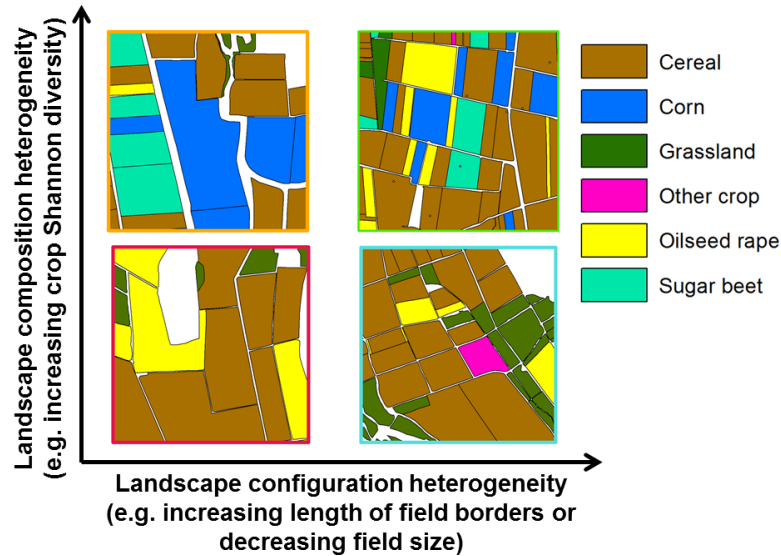 Landscape composition heterogeneity
(e.g. increasing crop Shannon diversity)
Cereal
Corn
Grassland
Other crop
Oilseed rape
Sugar beet
Landscape configuration heterogeneity
(e.g. increasing length of field borders or
decreasing field size)